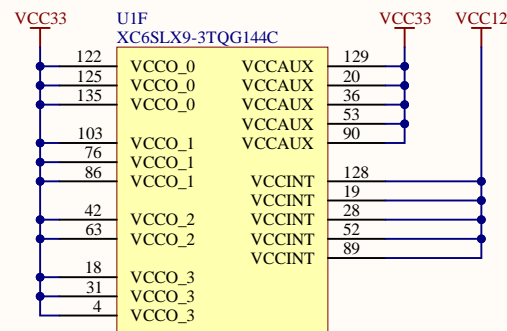 VCC33
U1F
VCC33
VCC12
XC6SLX9-3TQG144C
122 VCCO_0 VCCAUX 129
125 VCCO_0 VCCAUX 20
135 VCCO_0 VCCAUX 36
VCCAUX 53
103 VCCO_1 VCCAUX 90
76 VCCO_1
86 VCCO_1 VCCINT 128
VCCINT 19
42 VCCO_2 VCCINT 28
63 VCCO_2 VCCINT 52
VCCINT 89
18 VCCO_3
31 VCCO_3
4 VCCO_3